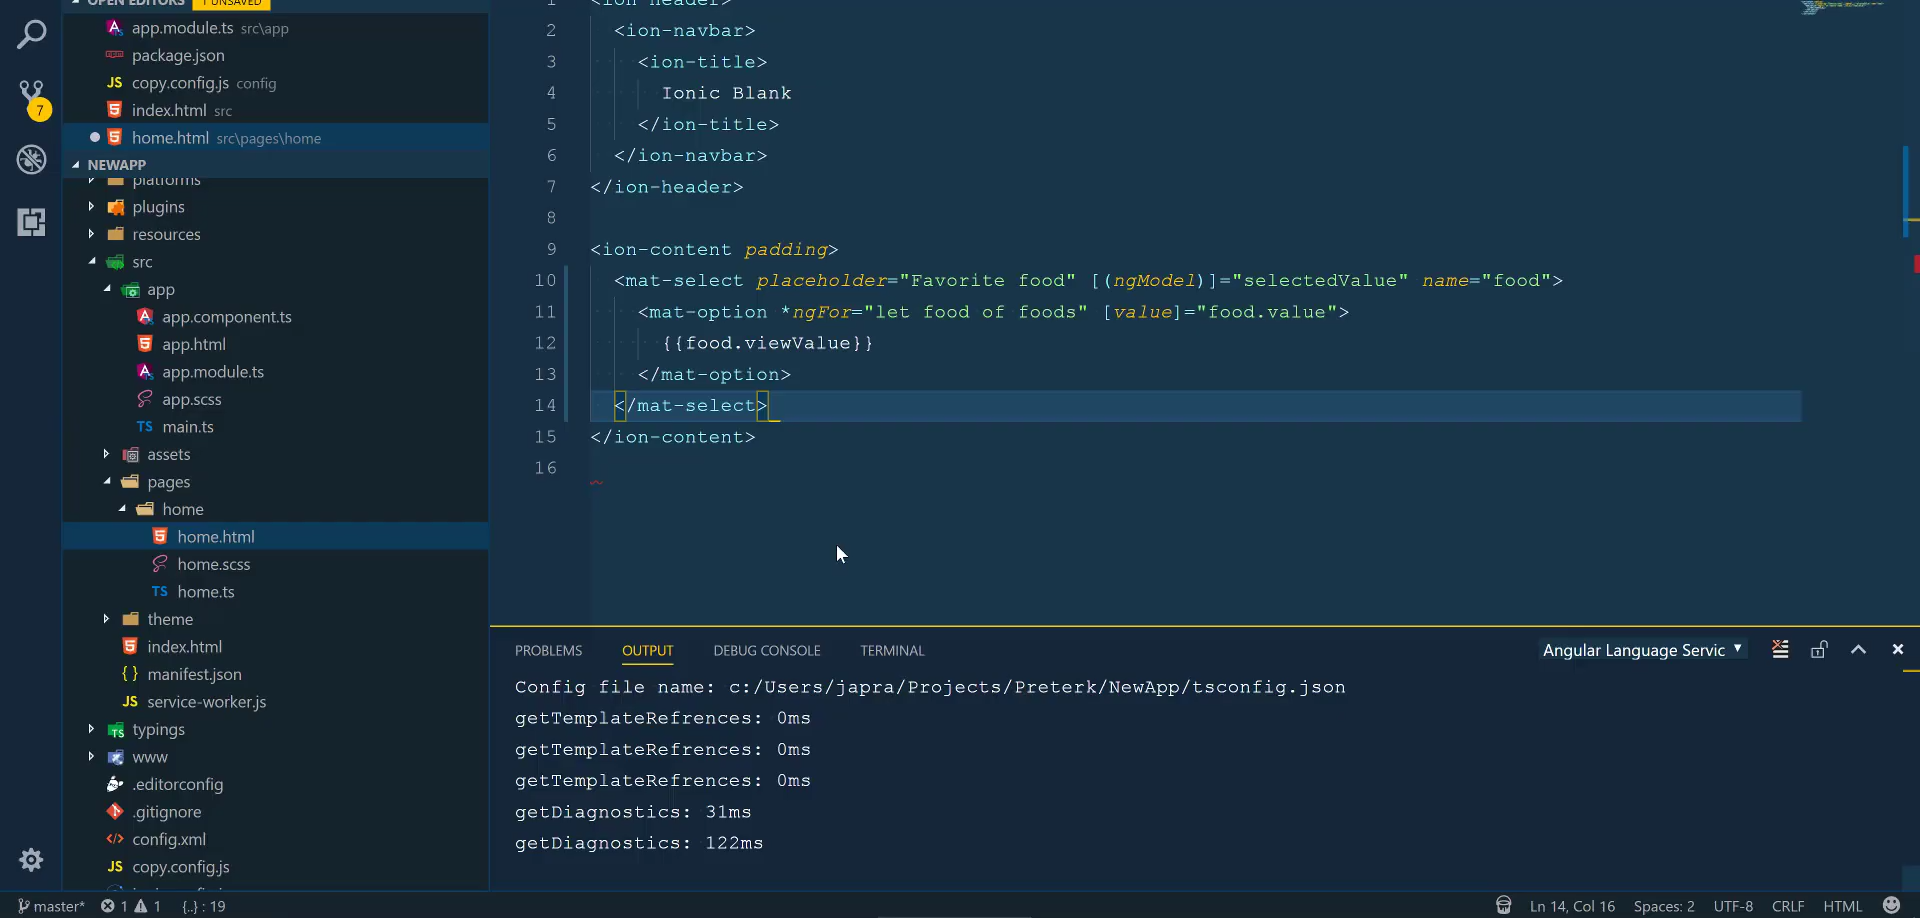 OPEN EDITORS 1 UNSAVED
app.module.ts src\app
package.json
JS copy.config.js config
index.html src
home.html src\pages\home
7
NEWAPP
platforms
plugins
resources
src
app
app.component.ts
app.html
app.module.ts
app.scss
TS main.ts
assets
pages
home
home.html
home.scss
TS home.ts
theme
index.html
{ } manifest.json
JS service-worker.js
typings
www
.editorconfig
.gitignore
config.xml
JS copy.config.js
1 <ion-header>
2 <ion-navbar>
3 <ion-title>
4 Ionic Blank
5 </ion-title>
6 </ion-navbar>
7 </ion-header>
8
9 <ion-content padding>
10 <mat-select placeholder="Favorite food" [(ngModel)]="selectedValue" name="food">
11 <mat-option *ngFor="let food of foods" [value]="food.value">
12 {{food.viewValue}}
13 </mat-option>
14 </mat-select>
15 </ion-content>
16
PROBLEMS OUTPUT DEBUG CONSOLE TERMINAL Angular Language Servic
Config file name: c:/Users/japra/Projects/Preterk/NewApp/tsconfig.json
getTemplateRefrences: 0ms
getTemplateRefrences: 0ms
getTemplateRefrences: 0ms
getDiagnostics: 31ms
getDiagnostics: 122ms
master* 1 1 {..} : 19 Ln 14, Col 16 Spaces: 2 UTF-8 CRLF HTML